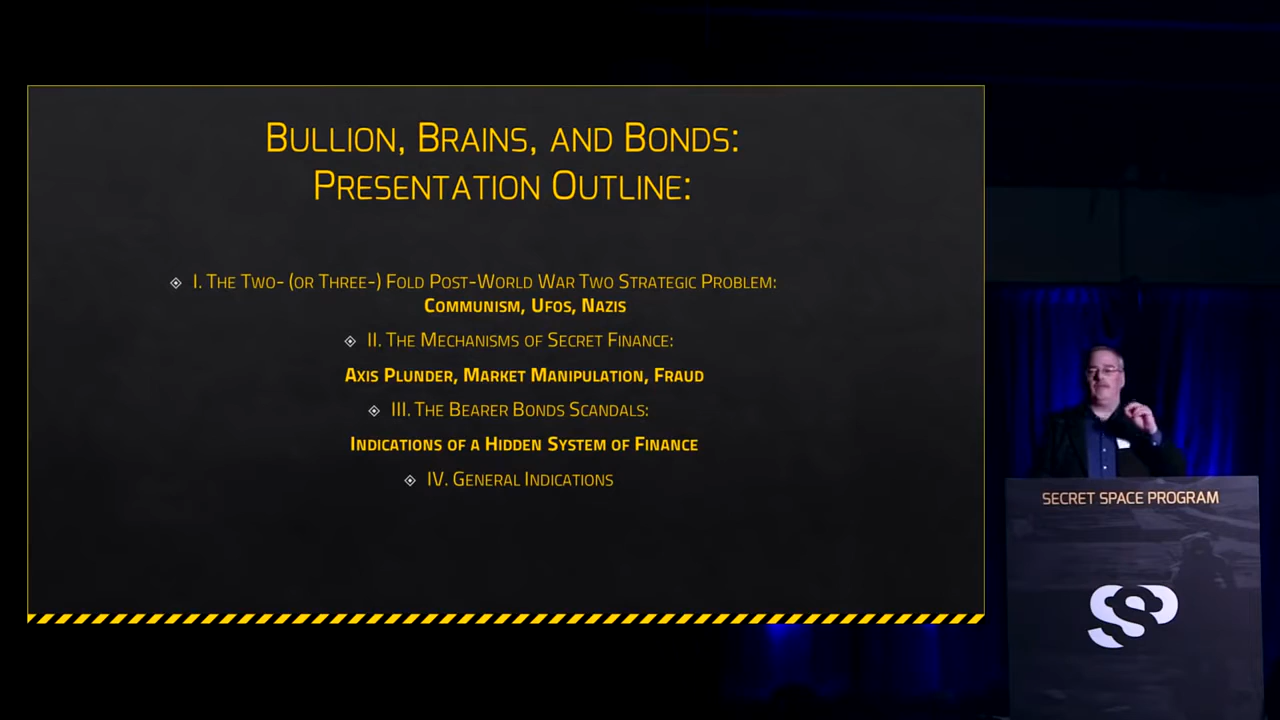 Bullion, Brains, and Bonds:
Presentation Outline:
I. The Two- (or Three-) Fold Post-World War Two Strategic Problem:
Communism, Ufos, Nazis
II. The Mechanisms of Secret Finance:
Axis Plunder, Market Manipulation, Fraud
III. The Bearer Bonds Scandals:
Indications of a Hidden System of Finance
IV. General Indications
SECRET SPACE PROGRAM
SSP